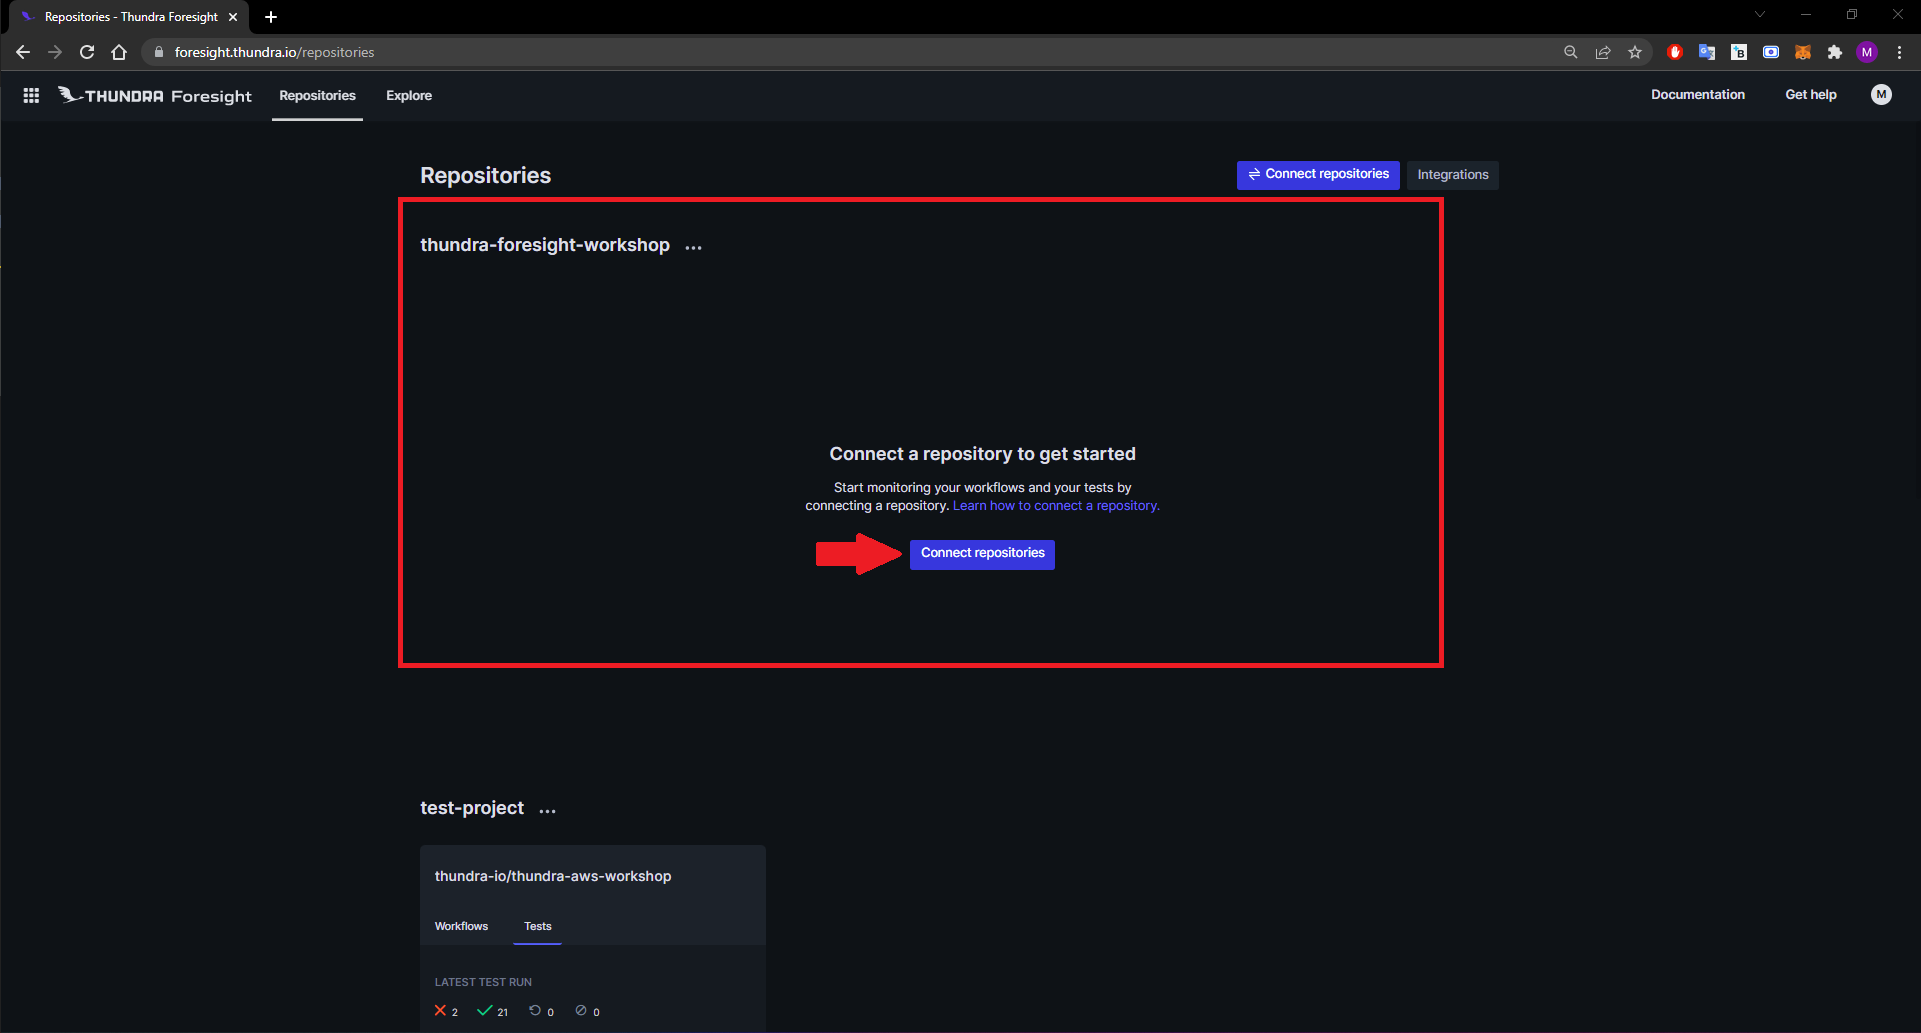 Repositories - Thundra Foresight
foresight.thundra.io/repositories
M
THUNDRA Foresight
Repositories
Explore
Documentation
Get help
M
Repositories
Connect repositories
Integrations
thundra-foresight-workshop ...
Connect a repository to get started
Start monitoring your workflows and your tests by
connecting a repository. Learn how to connect a repository.
Connect repositories
test-project ...
thundra-io/thundra-aws-workshop
Workflows
Tests
LATEST TEST RUN
2 21 0 0